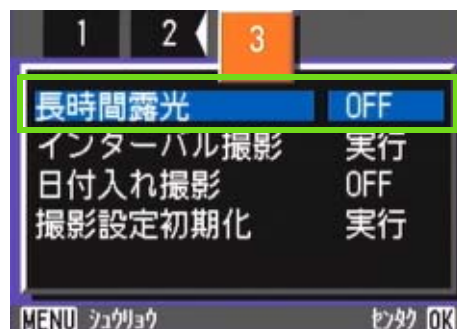 1 2 3
長時間露光 OFF
インターバル撮影 実行
日付入れ撮影 OFF
撮影設定初期化 実行
MENU シュウリョウ センタク OK